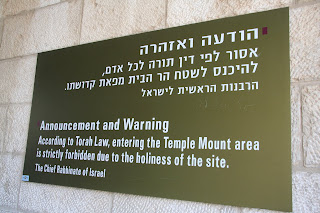 הודעה ואזהרה
אסור לפי דין תורה לכל אדם,
להיכנס לשטח הר הבית מפאת קדושתו.
הרבנות הראשית לישראל
Announcement and Warning
According to Torah Law, entering the Temple Mount area
is strictly forbidden due to the holiness of the site.
The Chief Rabbinate of Israel